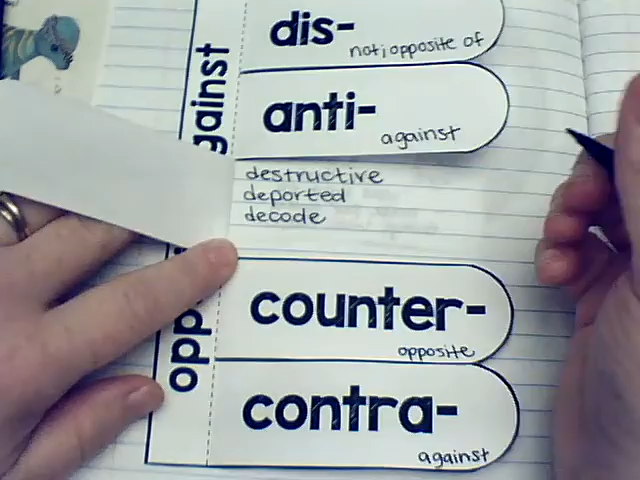 dis-
not; opposite of
anti-
against
destructive
deported
decode
counter-
opposite
contra-
against